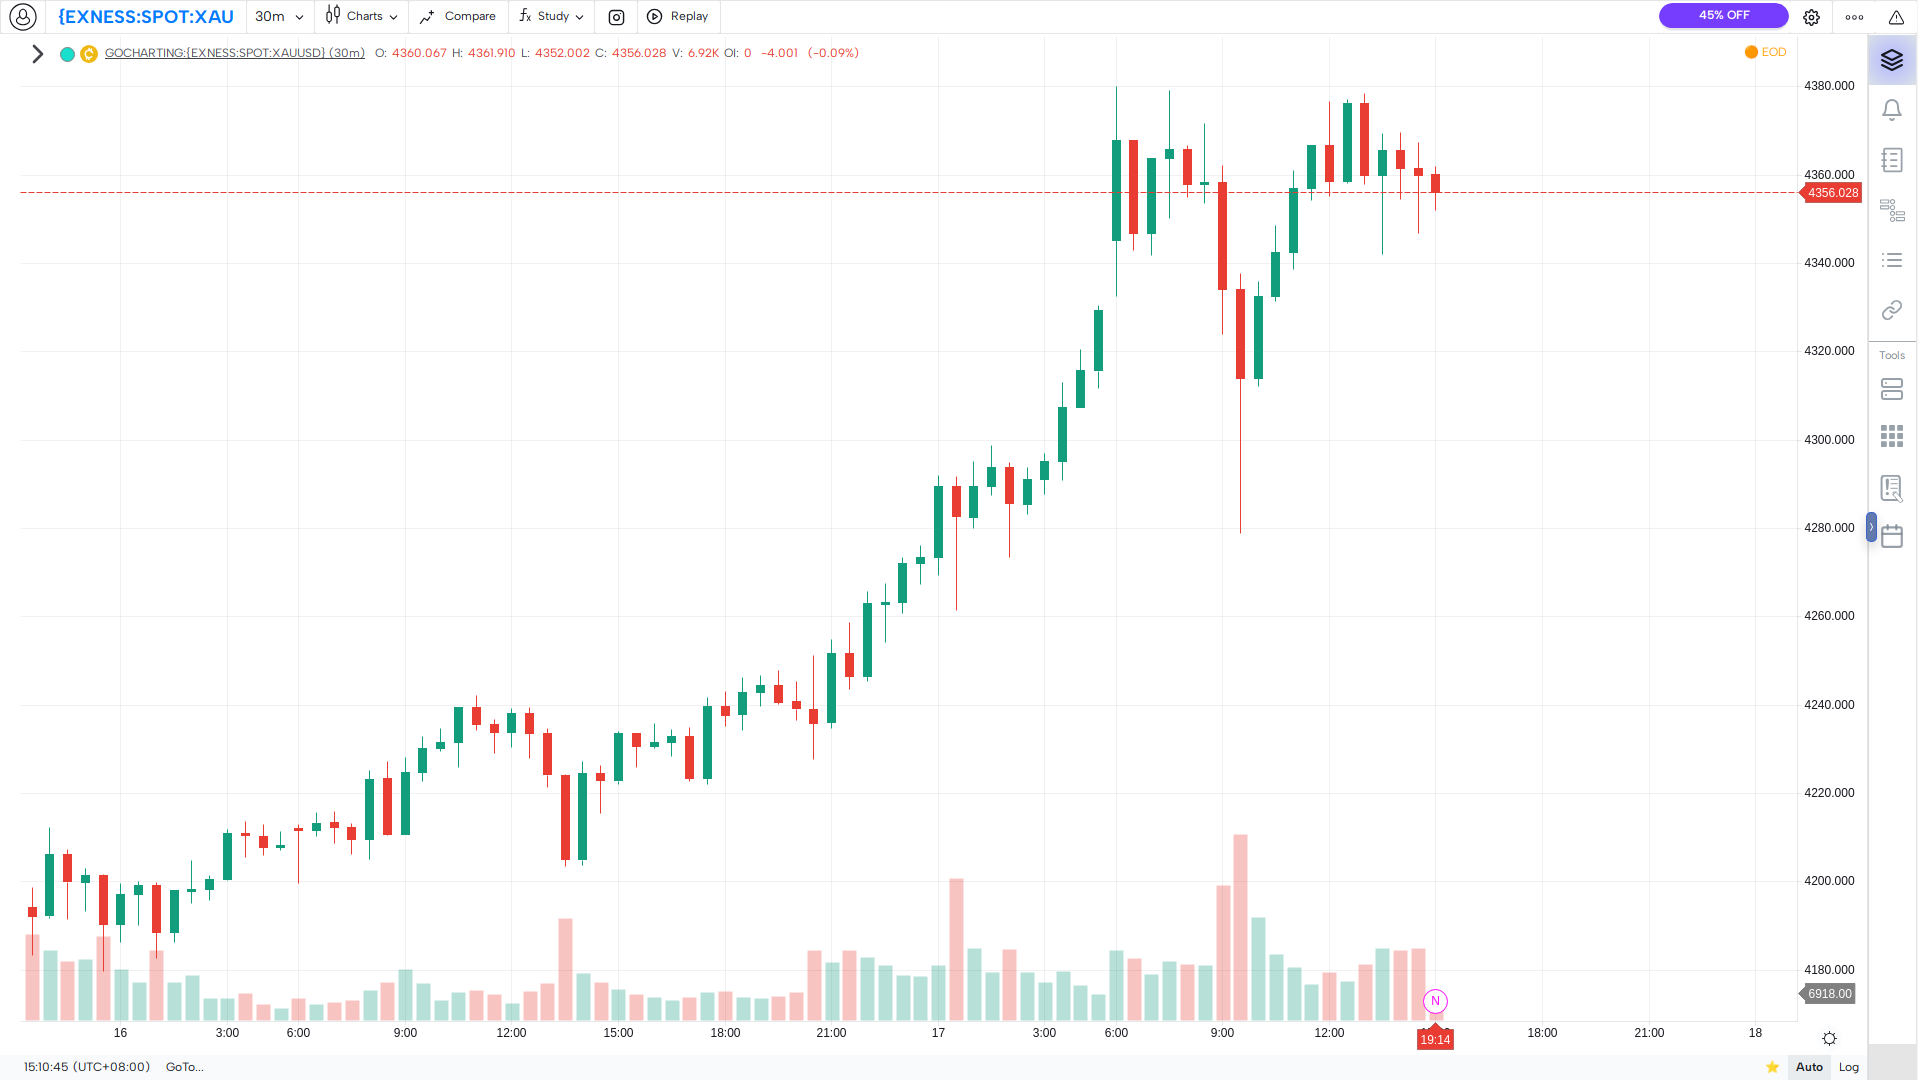 {EXNESS:SPOT:XAU 30m Charts Compare fx Study Replay 45% OFF
GOCHARTING:{EXNESS:SPOT:XAUUSD} (30m) O: 4360.067 H: 4361.910 L: 4352.002 C: 4356.028 V: 6.92K OI: 0 -4.001 (-0.09%) EOD
4380.000
4360.000
4356.028
4340.000
4320.000
Tools
4300.000
4280.000
4260.000
4240.000
4220.000
4200.000
4180.000
6918.00
N
16 3:00 6:00 9:00 12:00 15:00 18:00 21:00 17 3:00 6:00 9:00 12:00 18:00 21:00 18
19:14
15:10:45 (UTC+08:00) GoTo... Auto Log